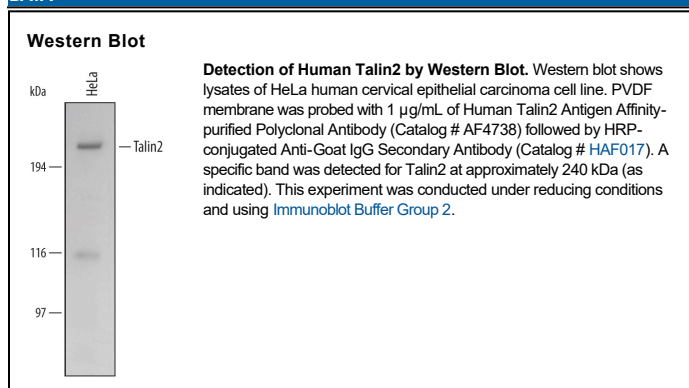 Western Blot
Detection of Human Talin2 by Western Blot. Western blot shows
lysates of HeLa human cervical epithelial carcinoma cell line. PVDF
membrane was probed with 1 µg/mL of Human Talin2 Antigen Affinity-
purified Polyclonal Antibody (Catalog # AF4738) followed by HRP-
conjugated Anti-Goat IgG Secondary Antibody (Catalog # HAF017). A
specific band was detected for Talin2 at approximately 240 kDa (as
indicated). This experiment was conducted under reducing conditions
and using Immunoblot Buffer Group 2.
kDa
HeLa
Talin2
194
116
97